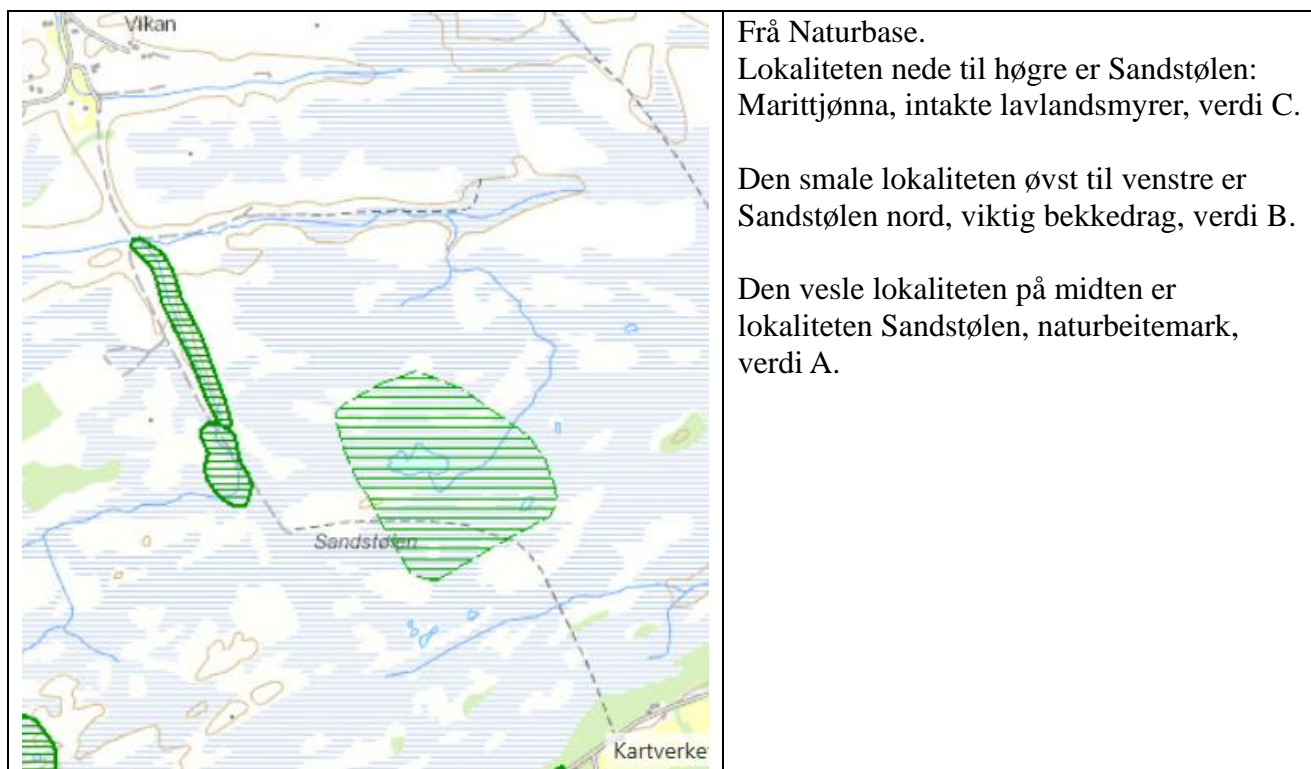 Vikan
Sandstølen
Kartverket
Frå Naturbase.
Lokaliteten nede til høgre er Sandstølen:
Marittjønna, intakte lavlandsmyrer, verdi C.
Den smale lokaliteten øvst til venstre er
Sandstølen nord, viktig bekkedrag, verdi B.
Den vesle lokaliteten på midten er
lokaliteten Sandstølen, naturbeitemark,
verdi A.